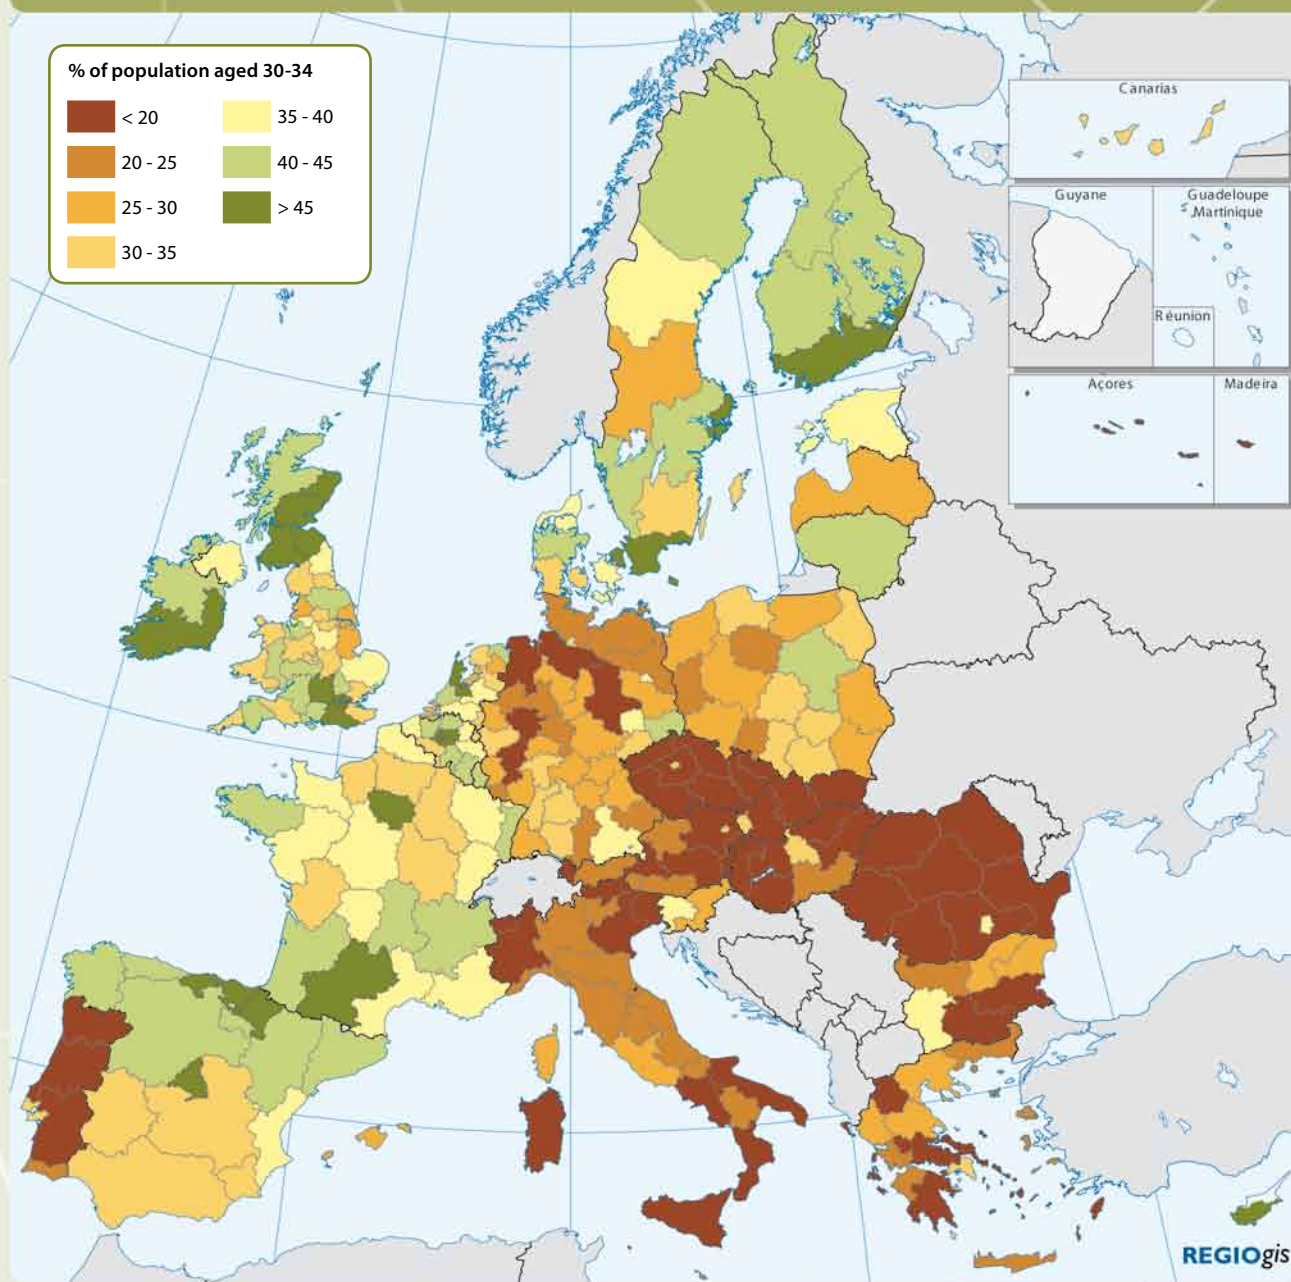 % of population aged 30-34
< 20
20 - 25
25 - 30
30 - 35
35 - 40
40 - 45
> 45
Canarias
Guyane
Guadeloupe
Martinique
Réunion
Açores
Madeira
REGIOgis